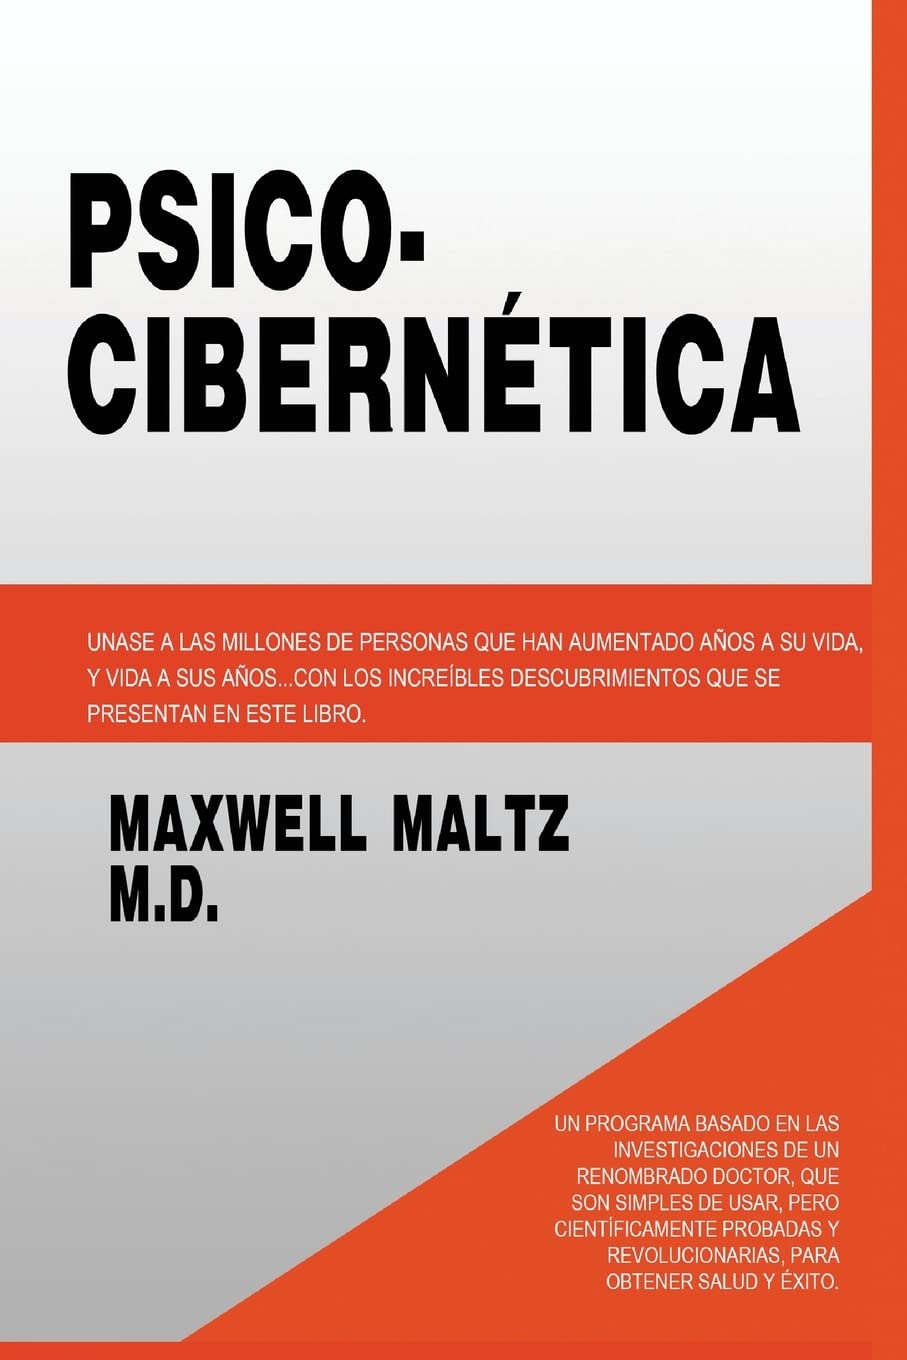 PSICO-
CIBERNÉTICA
UNASE A LAS MILLONES DE PERSONAS QUE HAN AUMENTADO AÑOS A SU VIDA,
Y VIDA A SUS AÑOS...CON LOS INCREÍBLES DESCUBRIMIENTOS QUE SE
PRESENTAN EN ESTE LIBRO.
MAXWELL MALTZ
M.D.
UN PROGRAMA BASADO EN LAS
INVESTIGACIONES DE UN
RENOMBRADO DOCTOR, QUE
SON SIMPLES DE USAR, PERO
CIENTÍFICAMENTE PROBADAS Y
REVOLUCIONARIAS, PARA
OBTENER SALUD Y ÉXITO.